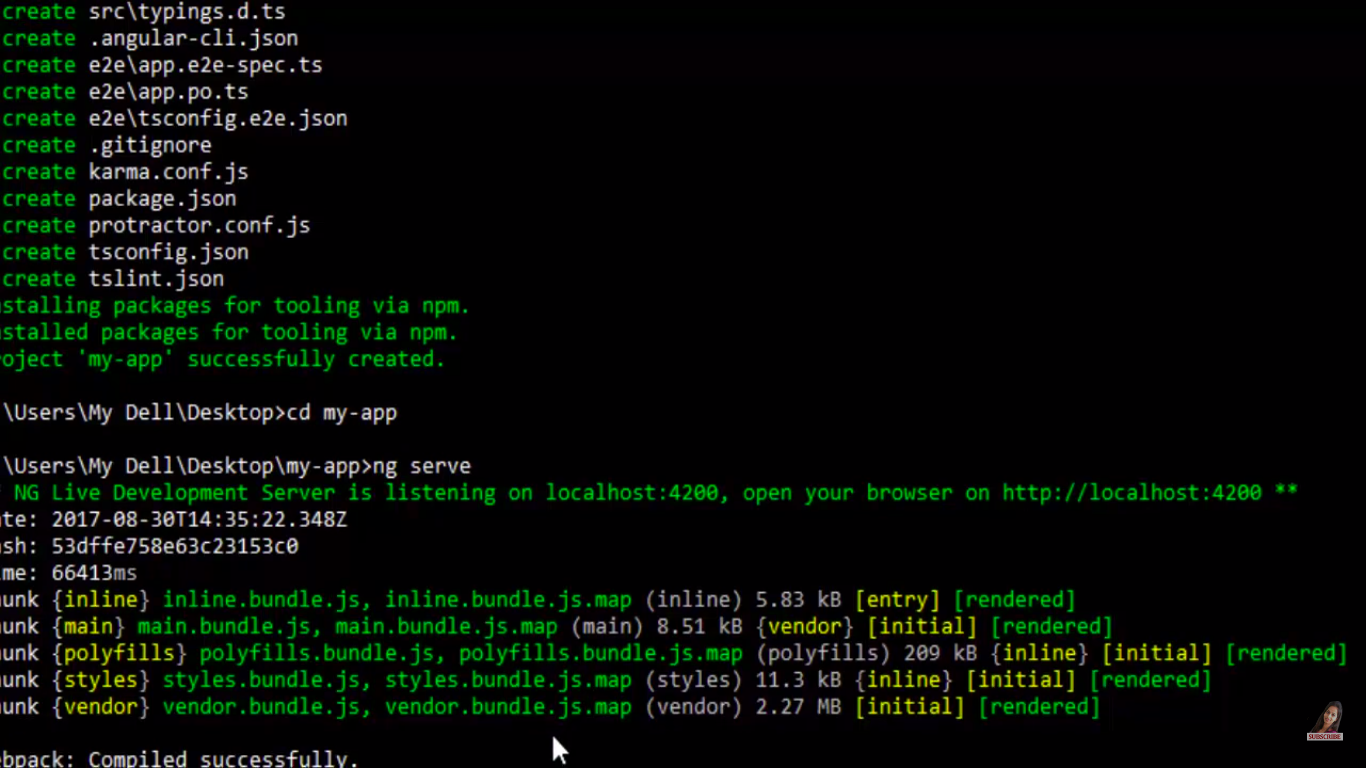 create src\typings.d.ts
create .angular-cli.json
create e2e\app.e2e-spec.ts
create e2e\app.po.ts
create e2e\tsconfig.e2e.json
create .gitignore
create karma.conf.js
create package.json
create protractor.conf.js
create tsconfig.json
create tslint.json
stalling packages for tooling via npm.
stalled packages for tooling via npm.
oject 'my-app' successfully created.
\Users\My Dell\Desktop>cd my-app
\Users\My Dell\Desktop\my-app>ng serve
NG Live Development Server is listening on localhost:4200, open your browser on http://localhost:4200 **
te: 2017-08-30T14:35:22.348Z
sh: 53dffe758e63c23153c0
me: 66413ms
unk {inline} inline.bundle.js, inline.bundle.js.map (inline) 5.83 kB [entry] [rendered]
unk {main} main.bundle.js, main.bundle.js.map (main) 8.51 kB {vendor} [initial] [rendered]
unk {polyfills} polyfills.bundle.js, polyfills.bundle.js.map (polyfills) 209 kB {inline} [initial] [rendered]
unk {styles} styles.bundle.js, styles.bundle.js.map (styles) 11.3 kB {inline} [initial] [rendered]
unk {vendor} vendor.bundle.js, vendor.bundle.js.map (vendor) 2.27 MB [initial] [rendered]
SUBSCRIBE
ebpack: Compiled successfully.